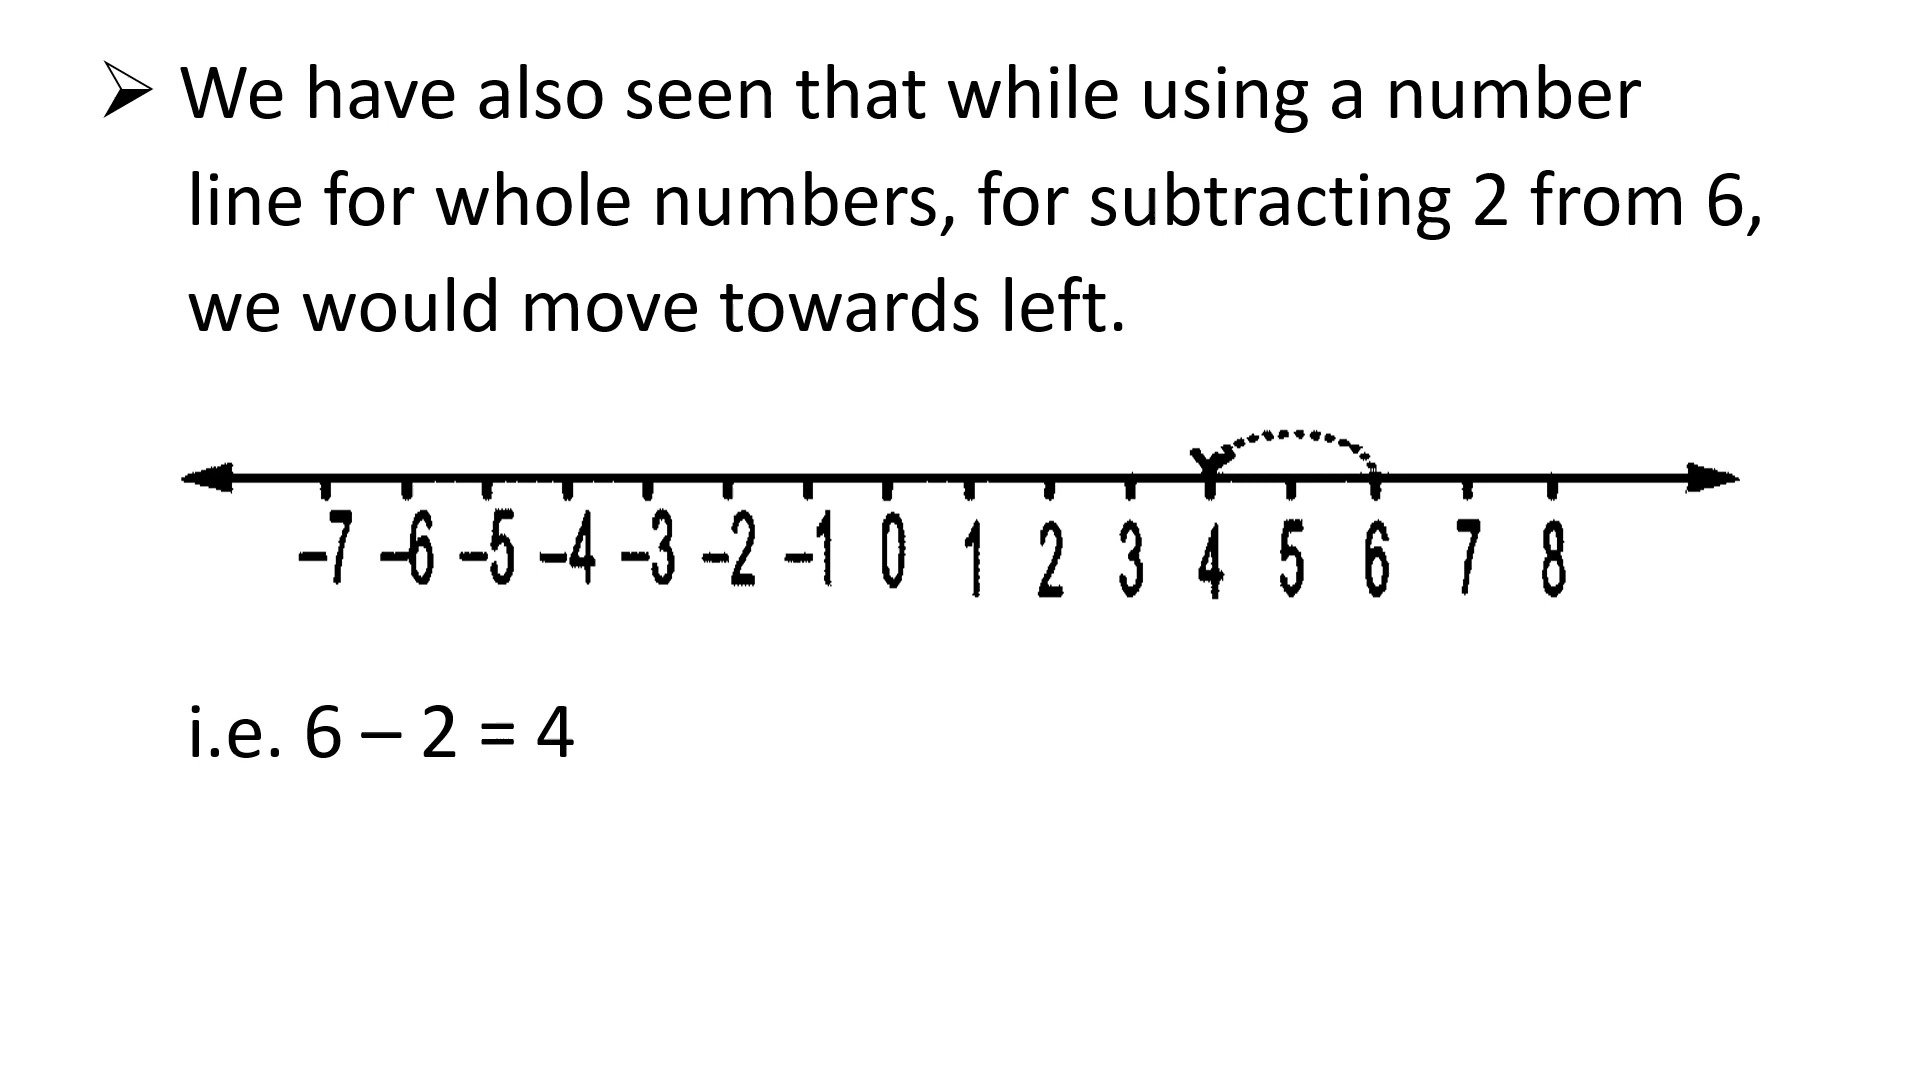 ➢ We have also seen that while using a number
line for whole numbers, for subtracting 2 from 6,
we would move towards left.
–7 –6 –5 –4 –3 –2 –1 0 1 2 3 4 5 6 7 8
i.e. 6 – 2 = 4